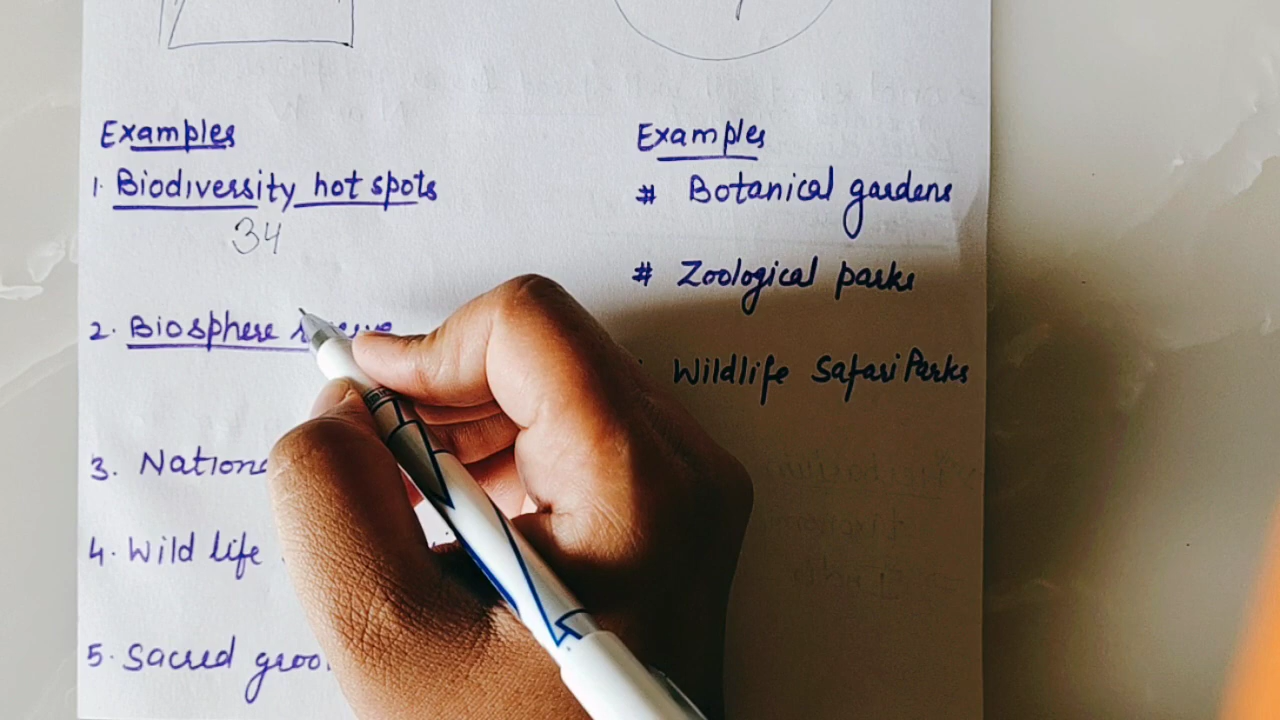 Examples
1. Biodiversity hot spots
34
2. Biosphere
3.
4. Wild life
5. Sacred
Examples
# Botanical gardens
# Zoological parks
Wildlife Safari Parks